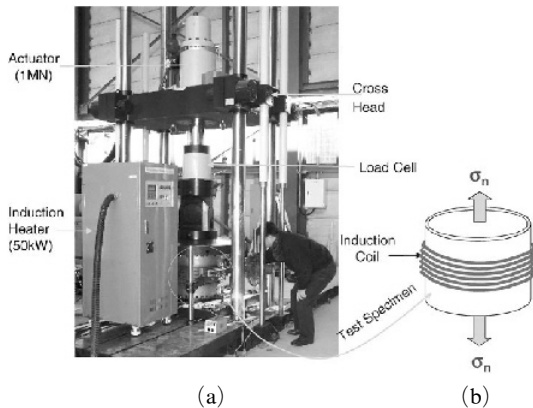 Actuator
(1MN)
Cross
Head
Load Cell
Induction
Heater
(50kW)
σn
Induction
Coil
Test Specimen
σn
(a)
(b)